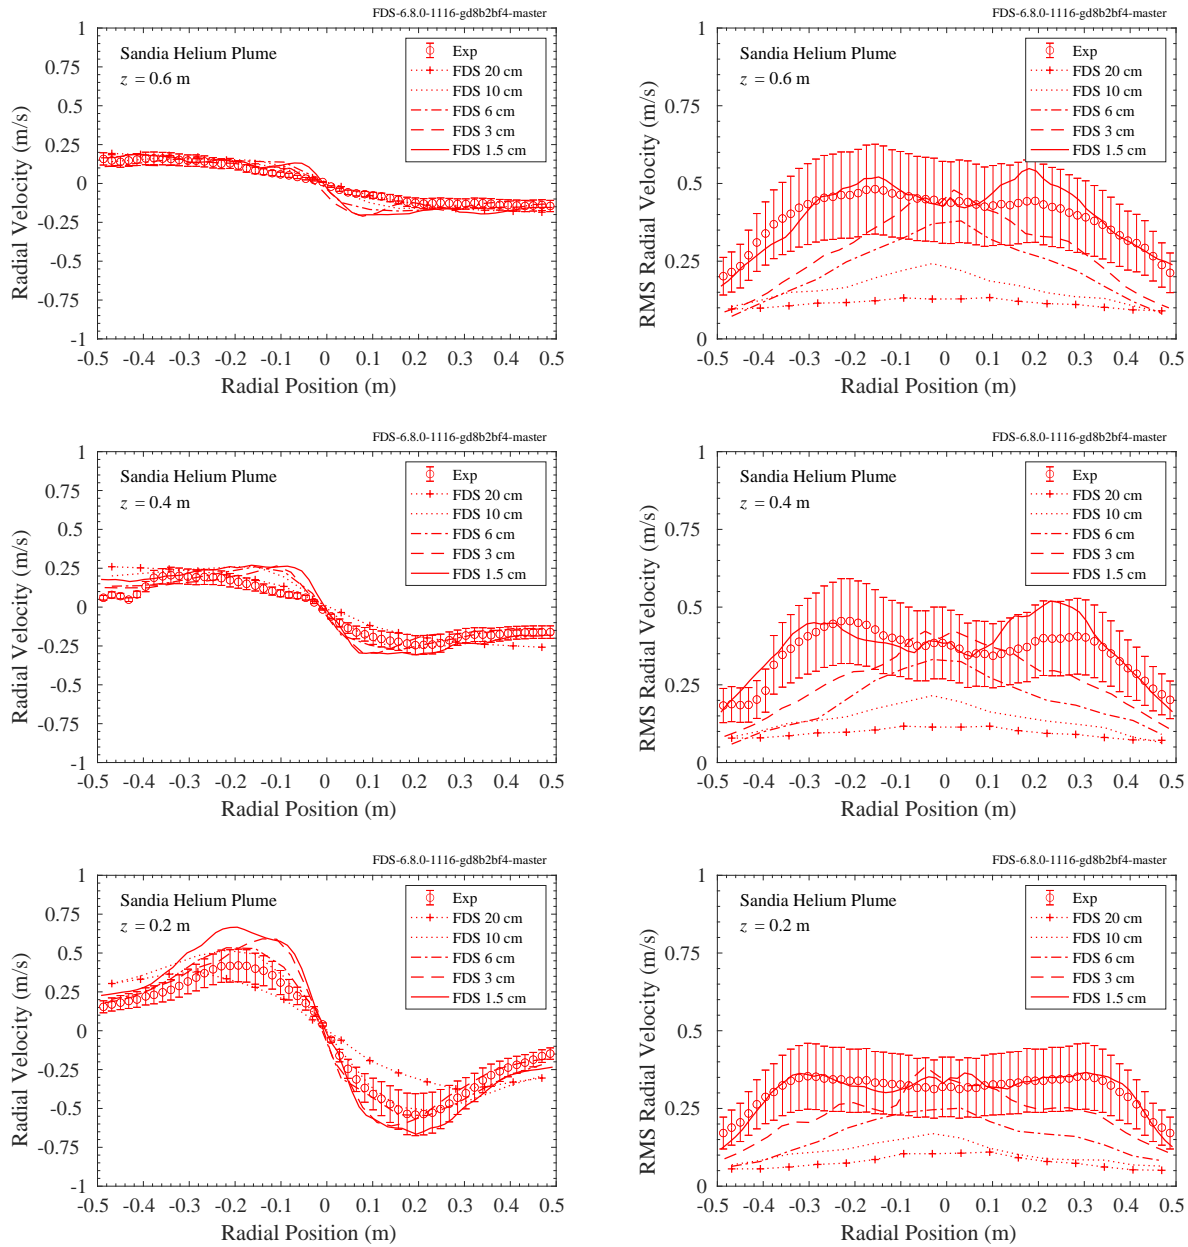 FDS-6.8.0-1116-gd8b2bf4-master
Sandia Helium Plume
z = 0.6 m
Exp
FDS 20 cm
FDS 10 cm
FDS 6 cm
FDS 3 cm
FDS 1.5 cm
Radial Velocity (m/s)
1
0.75
0.5
0.25
0
-0.25
-0.5
-0.75
-1
-0.5 -0.4 -0.3 -0.2 -0.1 0 0.1 0.2 0.3 0.4 0.5
Radial Position (m)
FDS-6.8.0-1116-gd8b2bf4-master
Sandia Helium Plume
z = 0.6 m
Exp
FDS 20 cm
FDS 10 cm
FDS 6 cm
FDS 3 cm
FDS 1.5 cm
RMS Radial Velocity (m/s)
1
0.75
0.5
0.25
0
-0.5 -0.4 -0.3 -0.2 -0.1 0 0.1 0.2 0.3 0.4 0.5
Radial Position (m)
FDS-6.8.0-1116-gd8b2bf4-master
Sandia Helium Plume
z = 0.4 m
Exp
FDS 20 cm
FDS 10 cm
FDS 6 cm
FDS 3 cm
FDS 1.5 cm
Radial Velocity (m/s)
1
0.75
0.5
0.25
0
-0.25
-0.5
-0.75
-1
-0.5 -0.4 -0.3 -0.2 -0.1 0 0.1 0.2 0.3 0.4 0.5
Radial Position (m)
FDS-6.8.0-1116-gd8b2bf4-master
Sandia Helium Plume
z = 0.4 m
Exp
FDS 20 cm
FDS 10 cm
FDS 6 cm
FDS 3 cm
FDS 1.5 cm
RMS Radial Velocity (m/s)
1
0.75
0.5
0.25
0
-0.5 -0.4 -0.3 -0.2 -0.1 0 0.1 0.2 0.3 0.4 0.5
Radial Position (m)
FDS-6.8.0-1116-gd8b2bf4-master
Sandia Helium Plume
z = 0.2 m
Exp
FDS 20 cm
FDS 10 cm
FDS 6 cm
FDS 3 cm
FDS 1.5 cm
Radial Velocity (m/s)
1
0.75
0.5
0.25
0
-0.25
-0.5
-0.75
-1
-0.5 -0.4 -0.3 -0.2 -0.1 0 0.1 0.2 0.3 0.4 0.5
Radial Position (m)
FDS-6.8.0-1116-gd8b2bf4-master
Sandia Helium Plume
z = 0.2 m
Exp
FDS 20 cm
FDS 10 cm
FDS 6 cm
FDS 3 cm
FDS 1.5 cm
RMS Radial Velocity (m/s)
1
0.75
0.5
0.25
0
-0.5 -0.4 -0.3 -0.2 -0.1 0 0.1 0.2 0.3 0.4 0.5
Radial Position (m)